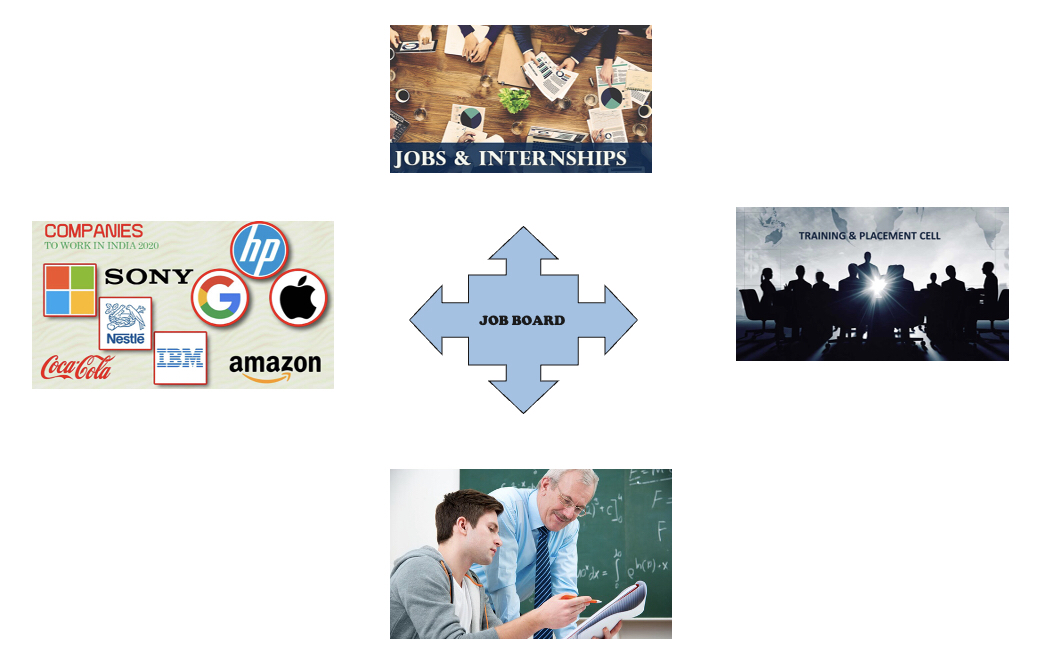 JOBS & INTERNSHIPS
COMPANIES
TO WORK IN INDIA 2020
hp
SONY
G
Nestlé
IBM
Coca-Cola
amazon
JOB BOARD
TRAINING & PLACEMENT CELL